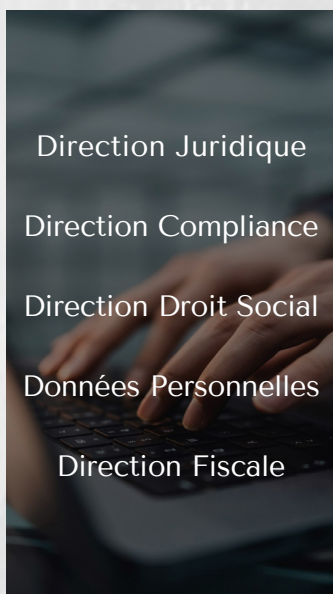 Direction Juridique
Direction Compliance
Direction Droit Social
Données Personnelles
Direction Fiscale